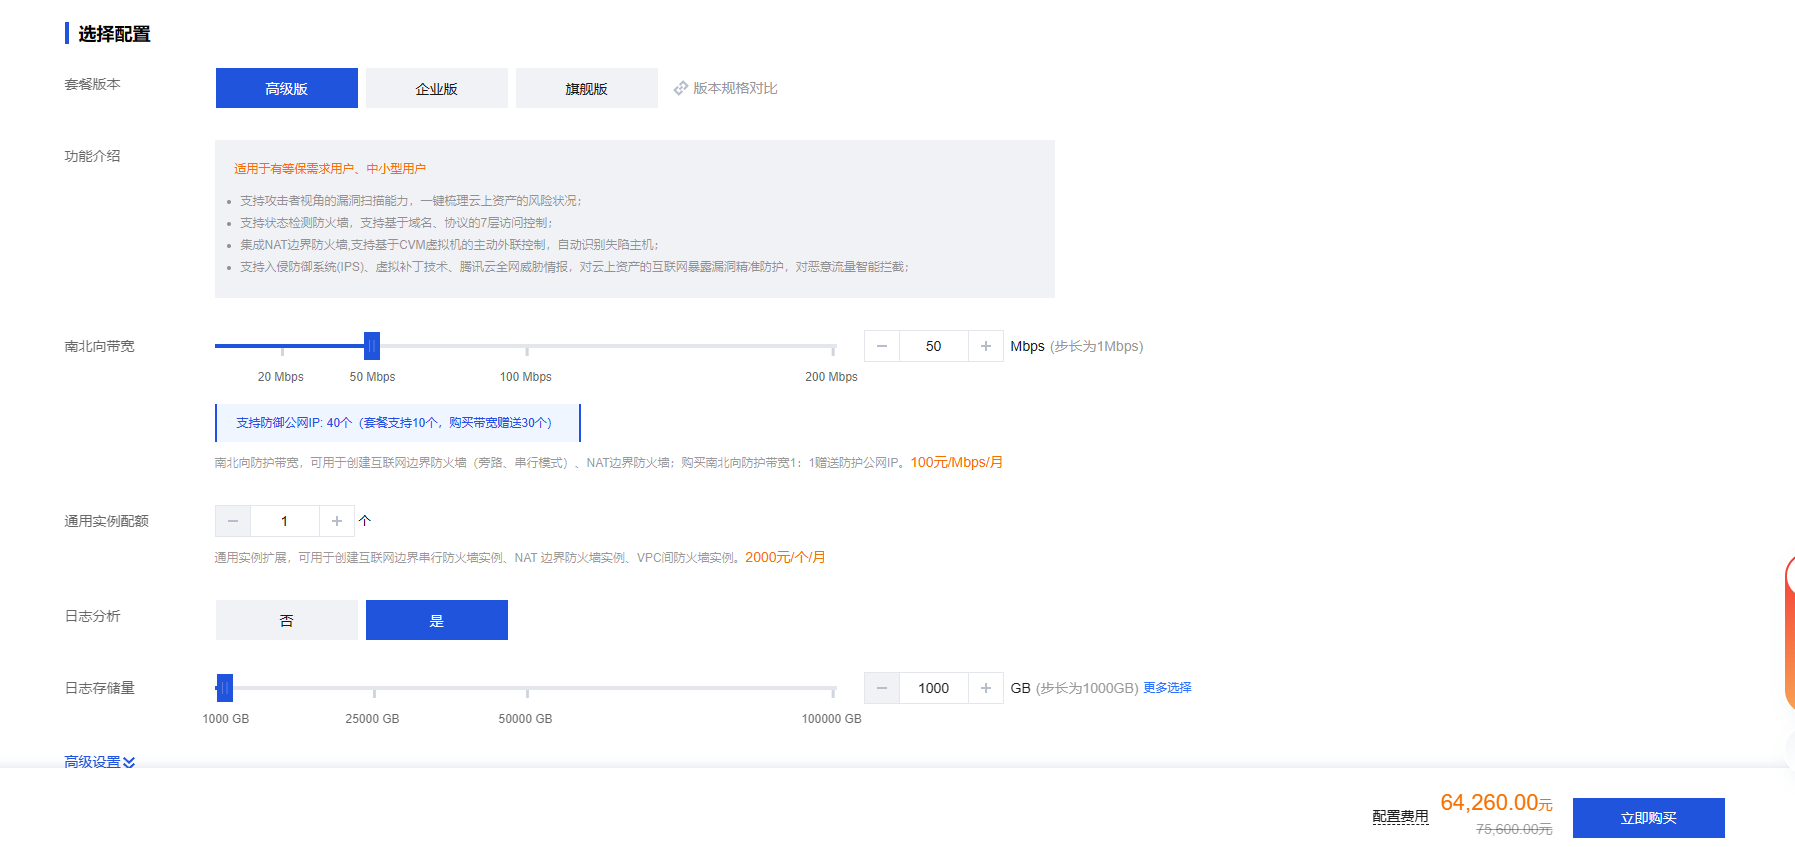 选择配置
套餐版本
高级版
企业版
旗舰版
版本规格对比
功能介绍
适用于有等保需求用户、中小型用户
支持攻击者视角的漏洞扫描能力，一键梳理云上资产的风险状况；
支持状态检测防火墙，支持基于域名、协议的7层访问控制；
集成NAT边界防火墙,支持基于CVM虚拟机的主动外联控制，自动识别失陷主机；
支持入侵防御系统(IPS)、虚拟补丁技术、腾讯云全网威胁情报，对云上资产的互联网暴露漏洞精准防护，对恶意流量智能拦截；
南北向带宽
50
Mbps (步长为1Mbps)
20 Mbps
50 Mbps
100 Mbps
200 Mbps
支持防御公网IP: 40个（套餐支持10个，购买带宽赠送30个）
南北向防护带宽，可用于创建互联网边界防火墙（旁路、串行模式）、NAT边界防火墙；购买南北向防护带宽1：1赠送防护公网IP。100元/Mbps/月
通用实例配额
1
个
通用实例扩展，可用于创建互联网边界串行防火墙实例、NAT 边界防火墙实例、VPC间防火墙实例。2000元/个/月
日志分析
否
是
日志存储量
1000
GB (步长为1000GB) 更多选择
1000 GB
25000 GB
50000 GB
100000 GB
高级设置
配置费用
64,260.00元
75,600.00元
立即购买